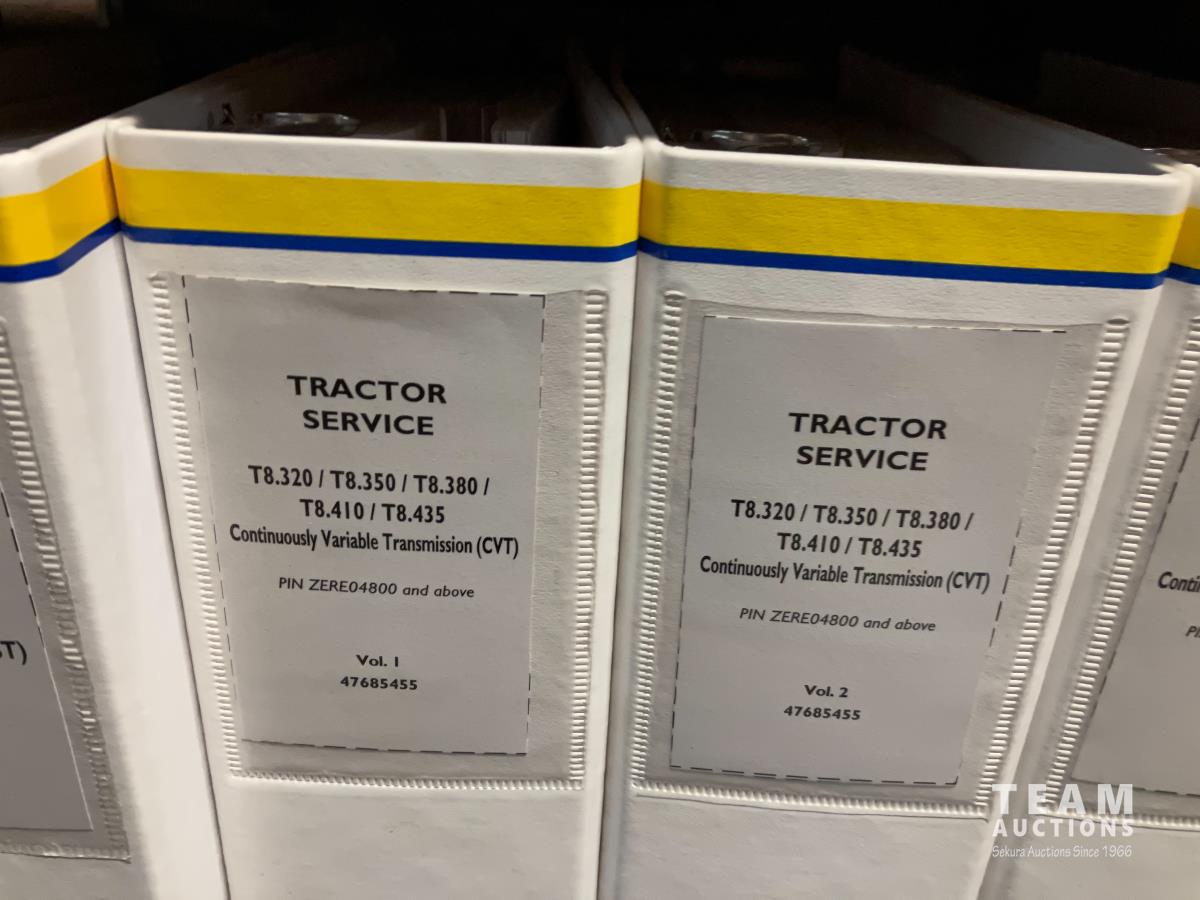 TRACTOR
SERVICE
T8.320 / T8.350 / T8.380 /
T8.410 / T8.435
Continuously Variable Transmission (CVT)
PIN ZERE04800 and above
Vol. 1
47685455
TRACTOR
SERVICE
T8.320 / T8.350 / T8.380 /
T8.410 / T8.435
Continuously Variable Transmission (CVT)
PIN ZERE04800 and above
Vol. 2
47685455
TEAM
AUCTIONS
Sekura Auctions Since 1966